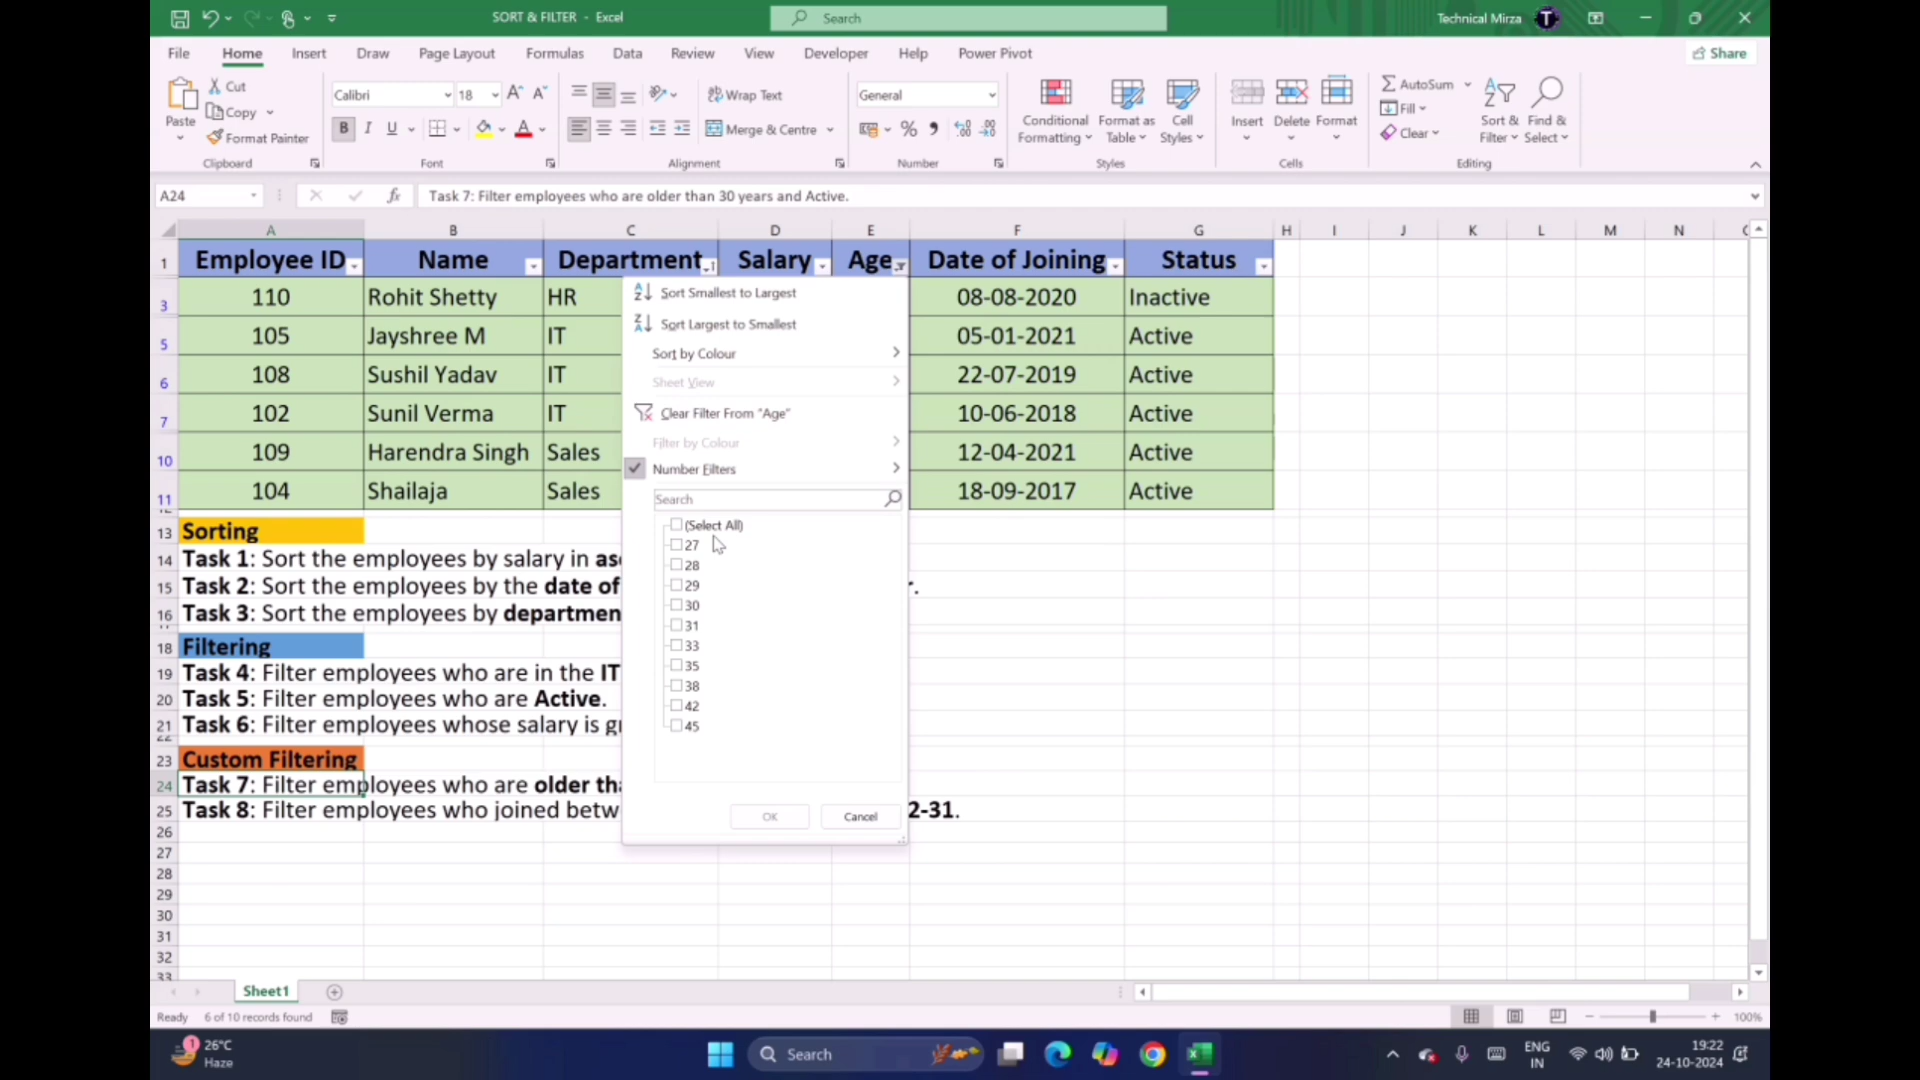 SORT & FILTER - Excel
Search
Technical Mirza
T
File Home Insert Draw Page Layout Formulas Data Review View Developer Help Power Pivot
Share
Paste
Cut
Copy
Format Painter
Clipboard
Calibri 18
B I U
Font
Wrap Text
Merge & Centre
Alignment
General
Number
Conditional Formatting
Format as Table
Cell Styles
Styles
Insert Delete Format
Cells
AutoSum
Fill
Clear
Sort & Filter
Find & Select
Editing
A24
fx
Task 7: Filter employees who are older than 30 years and Active.
A B C D E F G H I J K L M N
1 Employee ID Name Department Salary Age Date of Joining Status
3 110 Rohit Shetty HR 08-08-2020 Inactive
5 105 Jayshree M IT 05-01-2021 Active
6 108 Sushil Yadav IT 22-07-2019 Active
7 102 Sunil Verma IT 10-06-2018 Active
10 109 Harendra Singh Sales 12-04-2021 Active
11 104 Shailaja Sales 18-09-2017 Active
13 Sorting
14 Task 1: Sort the employees by salary in
15 Task 2: Sort the employees by the date of
16 Task 3: Sort the employees by
18 Filtering
19 Task 4: Filter employees who are in the IT
20 Task 5: Filter employees who are Active.
21 Task 6: Filter employees whose salary is
23 Custom Filtering
24 Task 7: Filter employees who are older
25 Task 8: Filter employees who joined 2-31.
26
27
28
29
30
31
32
33
Sort Smallest to Largest
Sort Largest to Smallest
Sort by Colour
Sheet View
Clear Filter From "Age"
Filter by Colour
Number Filters
Search
(Select All)
27
28
29
30
31
33
35
38
42
45
OK Cancel
Sheet1
Ready 6 of 10 records found
100%
1
26°C
Haze
Search
ENG
IN
19:22
24-10-2024